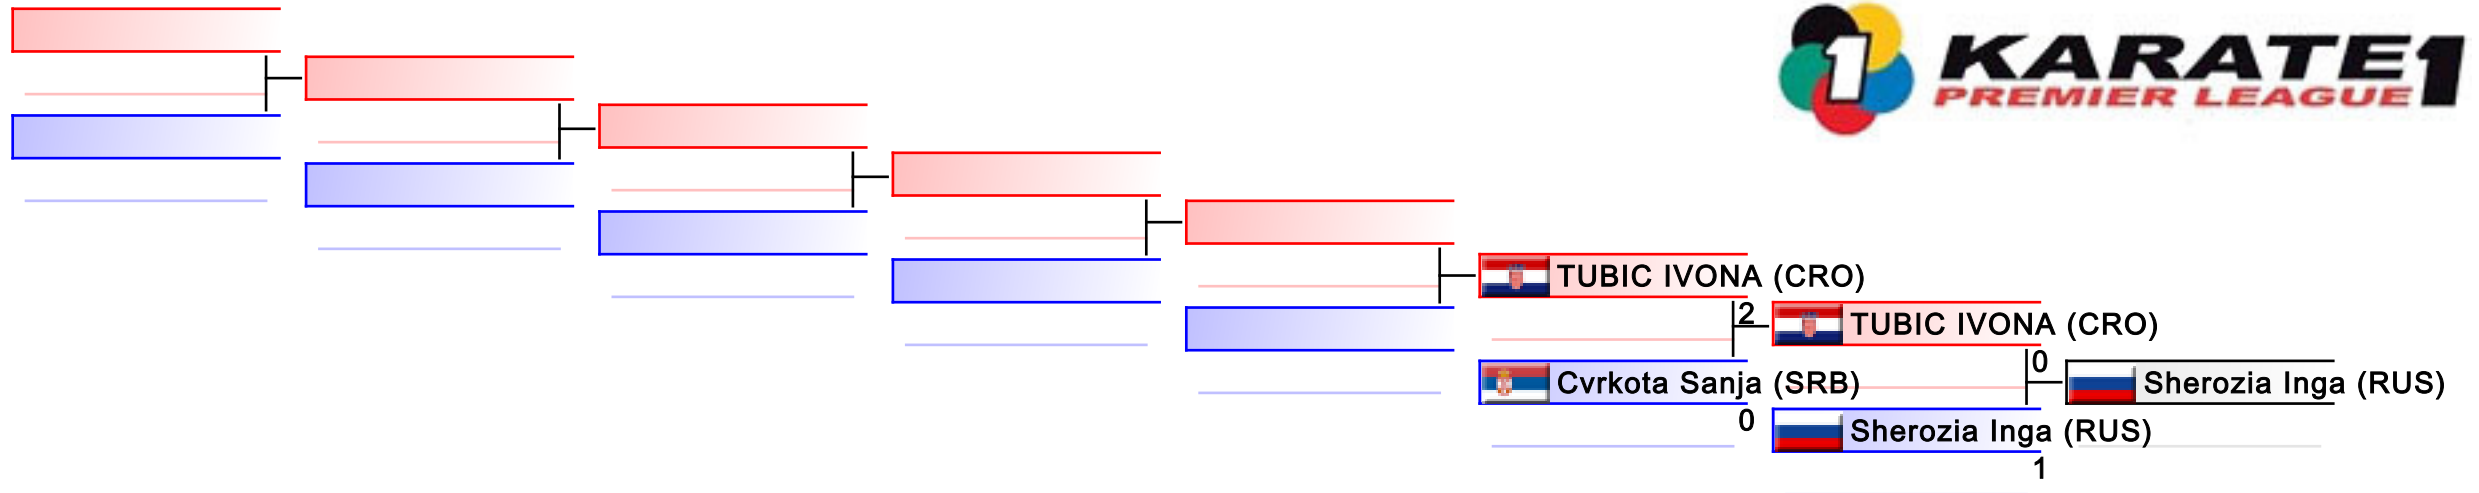 1 KARATE1
PREMIER LEAGUE
TUBIC IVONA (CRO)
2
TUBIC IVONA (CRO)
0
Cvrkota Sanja (SRB)
Sherozia Inga (RUS)
0
Sherozia Inga (RUS)
1